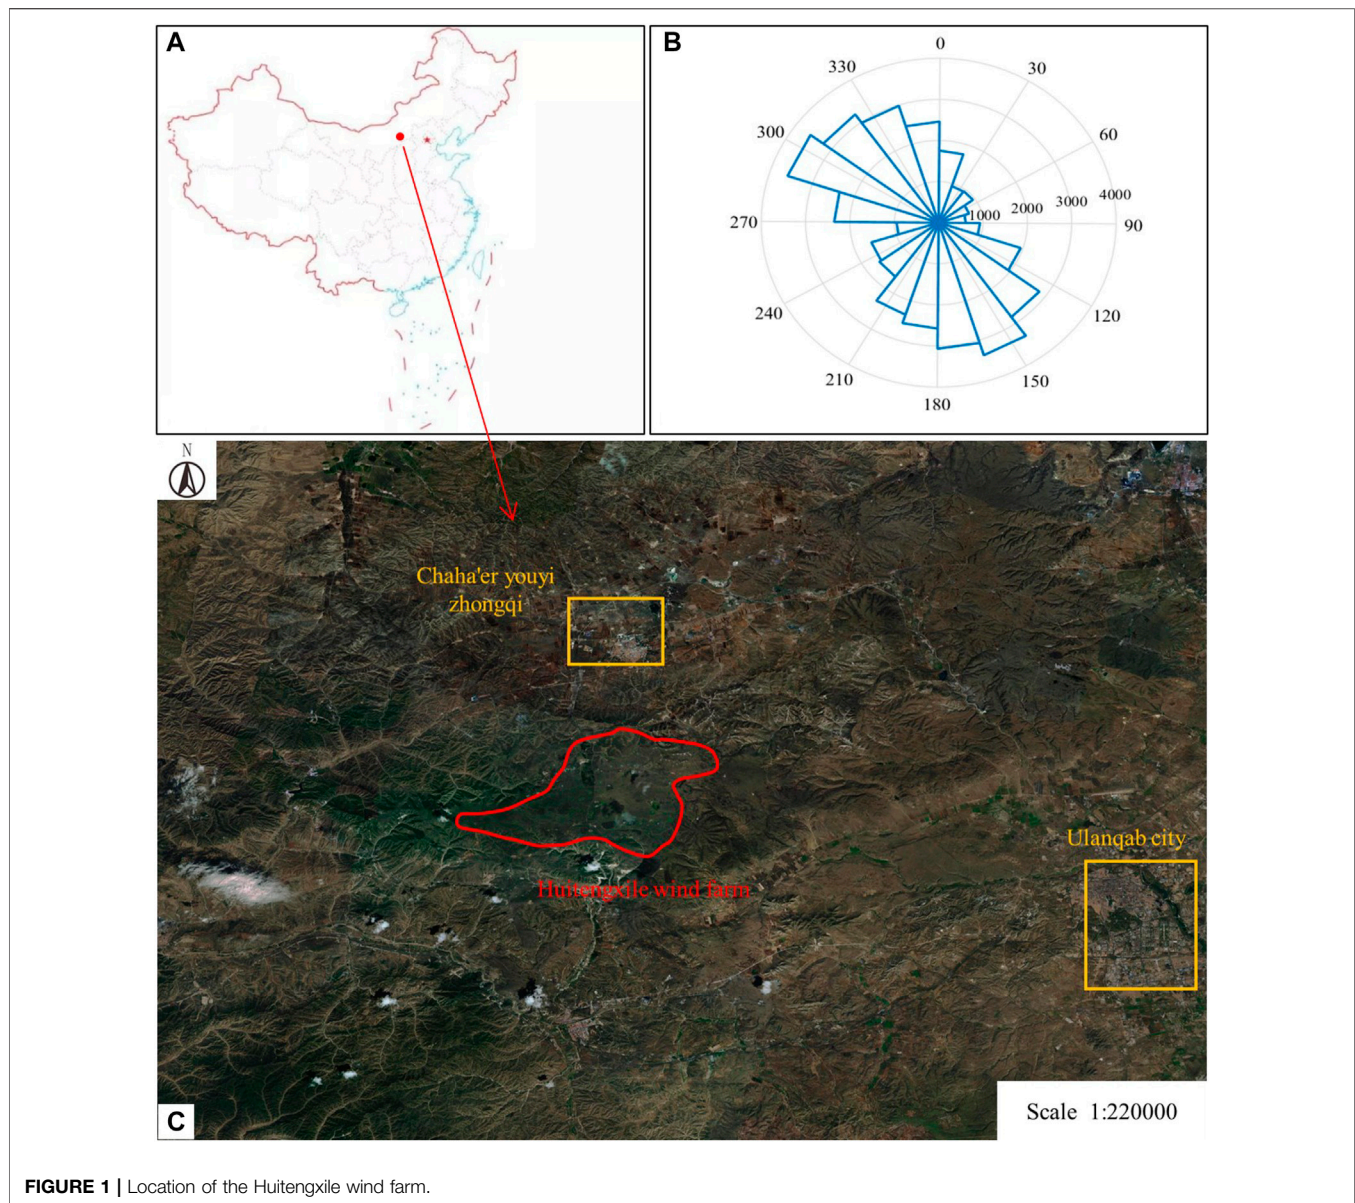 A
B
0
30
60
90
120
150
180
210
240
270
300
330
1000
2000
3000
4000
N
Chaha'er youyi
zhongqi
Huitengxile wind farm
Ulanqab city
C
Scale 1:220000
FIGURE 1 | Location of the Huitengxile wind farm.